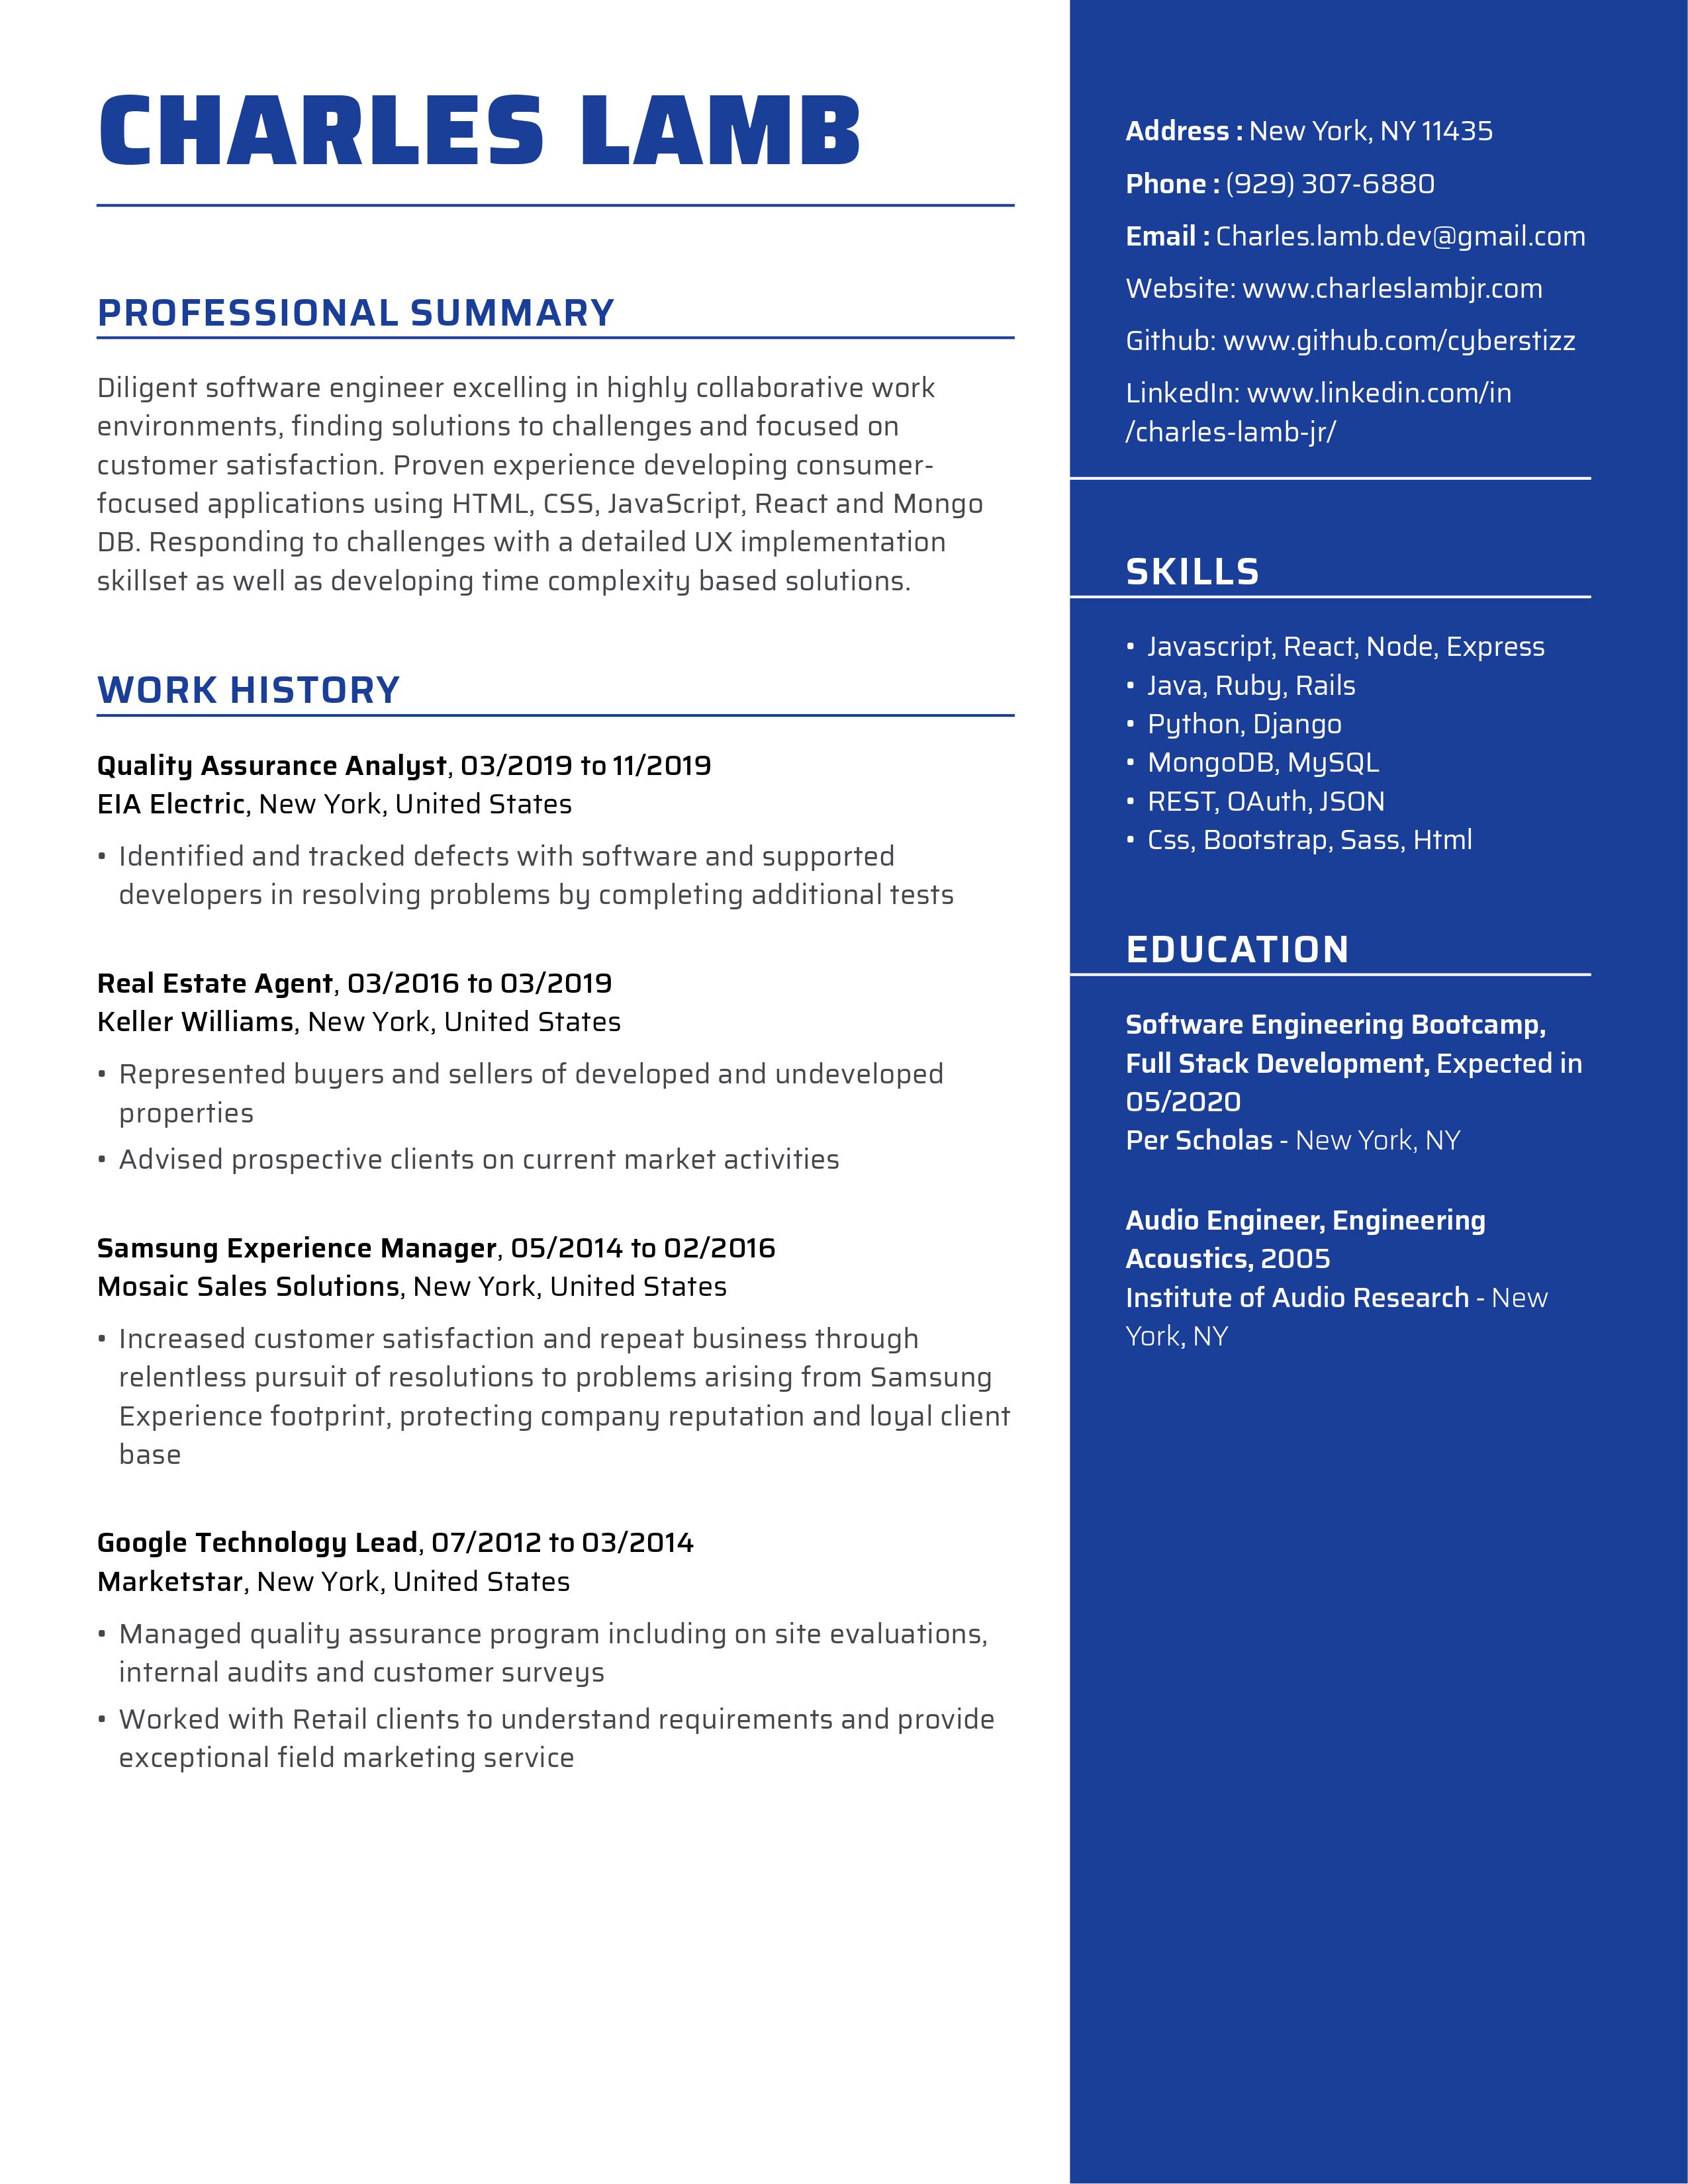 CHARLES LAMB
PROFESSIONAL SUMMARY
Diligent software engineer excelling in highly collaborative work
environments, finding solutions to challenges and focused on
customer satisfaction. Proven experience developing consumer-
focused applications using HTML, CSS, JavaScript, React and Mongo
DB. Responding to challenges with a detailed UX implementation
skillset as well as developing time complexity based solutions.
WORK HISTORY
Quality Assurance Analyst, 03/2019 to 11/2019
EIA Electric, New York, United States
• Identified and tracked defects with software and supported
developers in resolving problems by completing additional tests
Real Estate Agent, 03/2016 to 03/2019
Keller Williams, New York, United States
• Represented buyers and sellers of developed and undeveloped
properties
• Advised prospective clients on current market activities
Samsung Experience Manager, 05/2014 to 02/2016
Mosaic Sales Solutions, New York, United States
• Increased customer satisfaction and repeat business through
relentless pursuit of resolutions to problems arising from Samsung
Experience footprint, protecting company reputation and loyal client
base
Google Technology Lead, 07/2012 to 03/2014
Marketstar, New York, United States
• Managed quality assurance program including on site evaluations,
internal audits and customer surveys
• Worked with Retail clients to understand requirements and provide
exceptional field marketing service
Address : New York, NY 11435
Phone : (929) 307-6880
Email : Charles.lamb.dev@gmail.com
Website: www.charleslambjr.com
Github: www.github.com/cyberstizz
LinkedIn: www.linkedin.com/in
/charles-lamb-jr/
SKILLS
• Javascript, React, Node, Express
• Java, Ruby, Rails
• Python, Django
• MongoDB, MySQL
• REST, OAuth, JSON
• Css, Bootstrap, Sass, Html
EDUCATION
Software Engineering Bootcamp,
Full Stack Development, Expected in
05/2020
Per Scholas - New York, NY
Audio Engineer, Engineering
Acoustics, 2005
Institute of Audio Research - New
York, NY